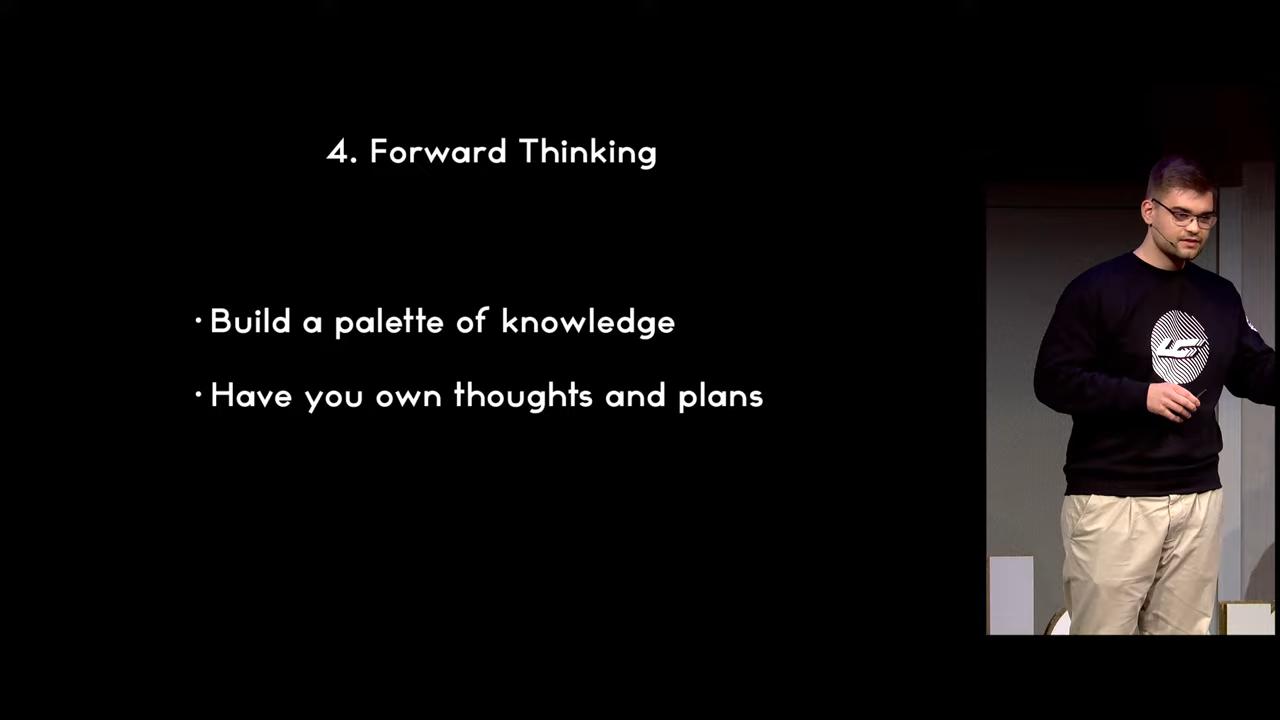 4. Forward Thinking
· Build a palette of knowledge
· Have you own thoughts and plans